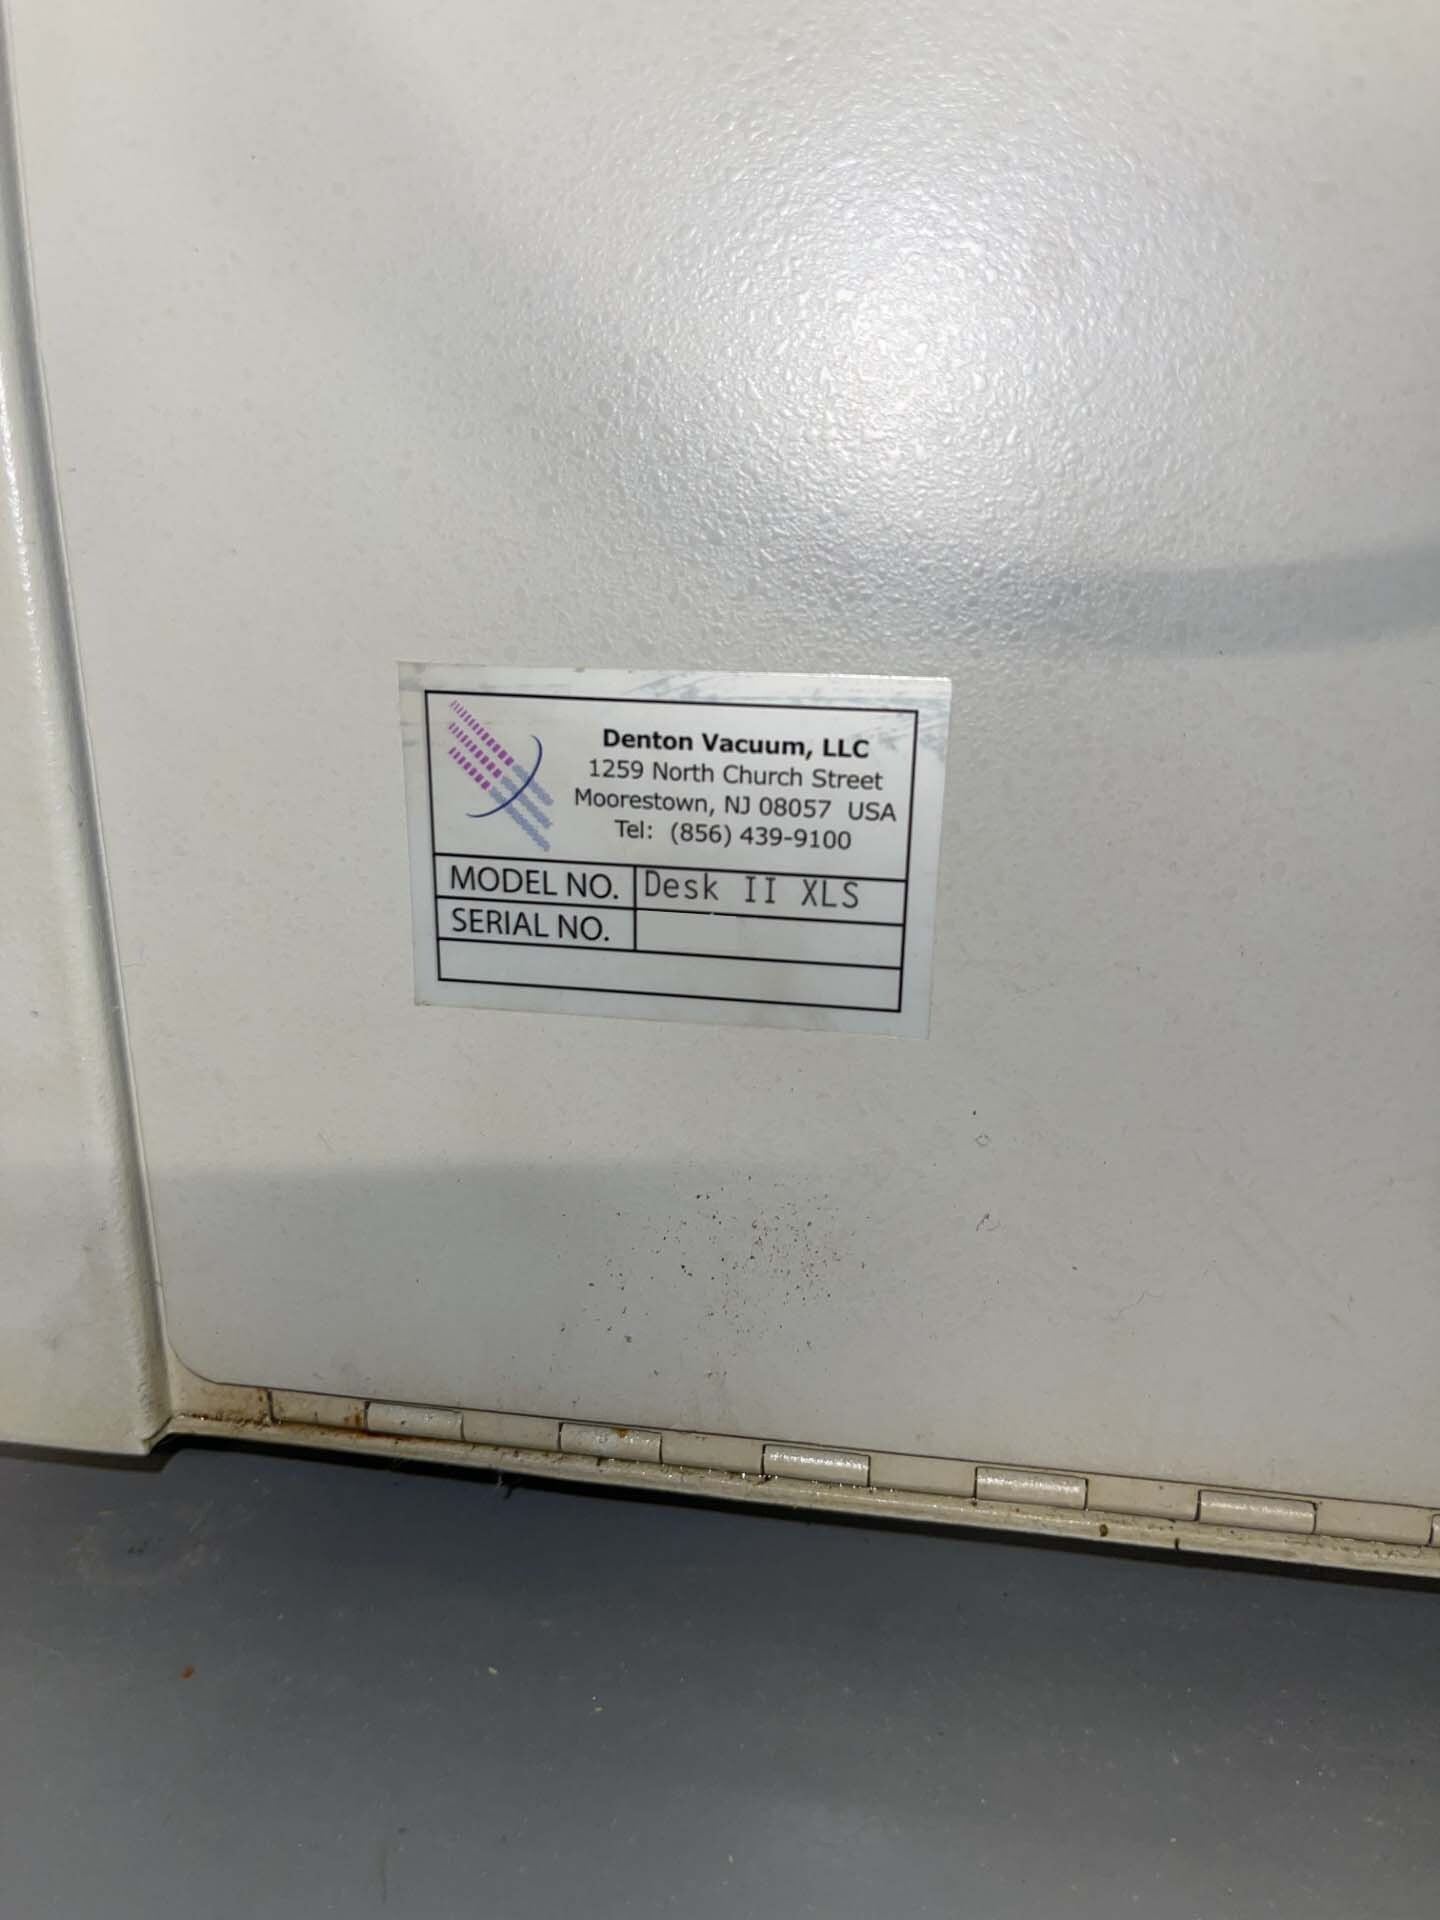 Denton Vacuum, LLC
1259 North Church Street
Moorestown, NJ 08057 USA
Tel: (856) 439-9100
MODEL NO. Desk II XLS
SERIAL NO.